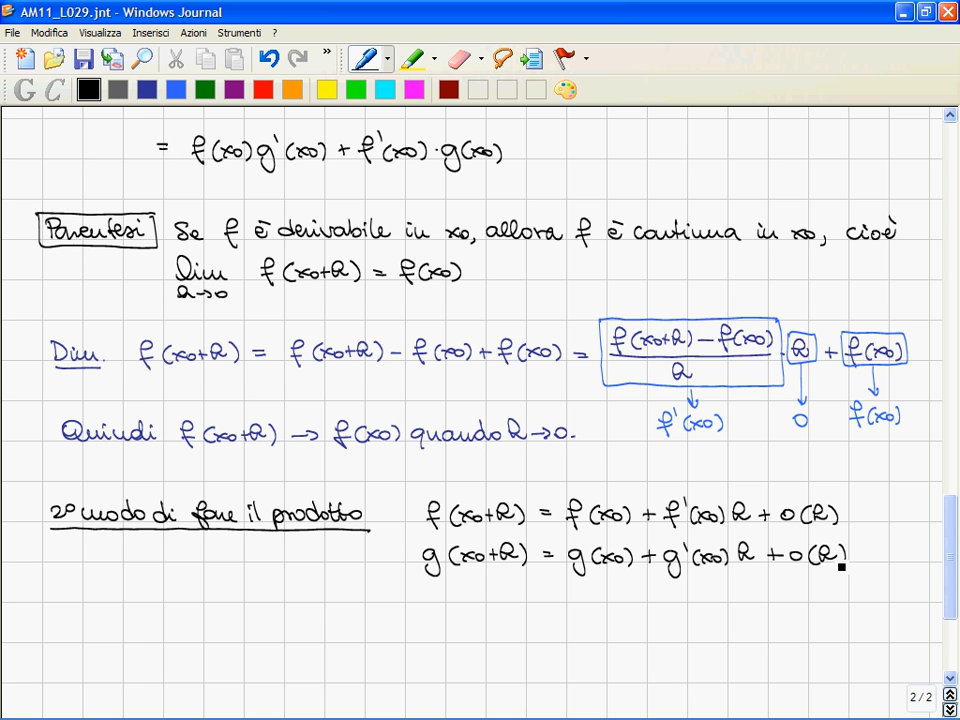 AM11_L029.jnt - Windows Journal
File Modifica Visualizza Inserisci Azioni Strumenti ?
= f(x0)g'(x0) + f'(x0)·g(x0)
Parentesi Se f è derivabile in x0, allora f è continua in x0, cioè
lim f(x0+h) = f(x0)
h→0
Dim. f(x0+h) = f(x0+h) - f(x0) + f(x0) = f(x0+h) - f(x0) / h · h + f(x0)
f'(x0) 0 f(x0)
Quindi f(x0+h) → f(x0) quando h→0.
2° modo di fare il prodotto f(x0+h) = f(x0) + f'(x0)h + o(h)
g(x0+h) = g(x0) + g'(x0)h + o(h)
2 / 2